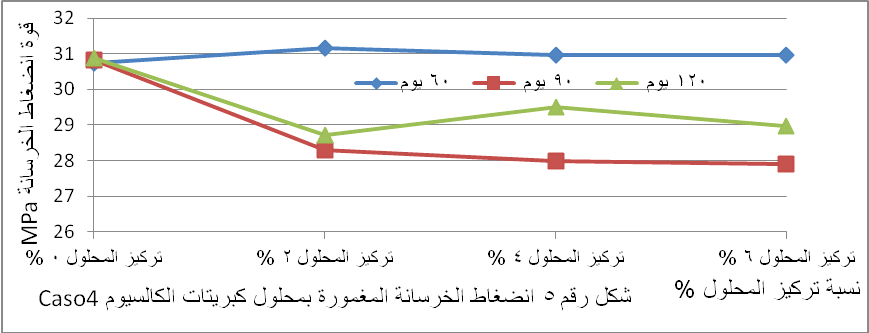 32
31
30
29
28
27
26
قوة انضغاط الخرسانة MPa
٦٠ يوم
٩٠ يوم
١٢٠ يوم
تركيز المحلول ٠ %
تركيز المحلول ٢ %
تركيز المحلول ٤ %
تركيز المحلول ٦ %
نسبة تركيز المحلول %
شكل رقم ٥ انضغاط الخرسانة المغمورة بمحلول كبريتات الكالسيوم Caso4